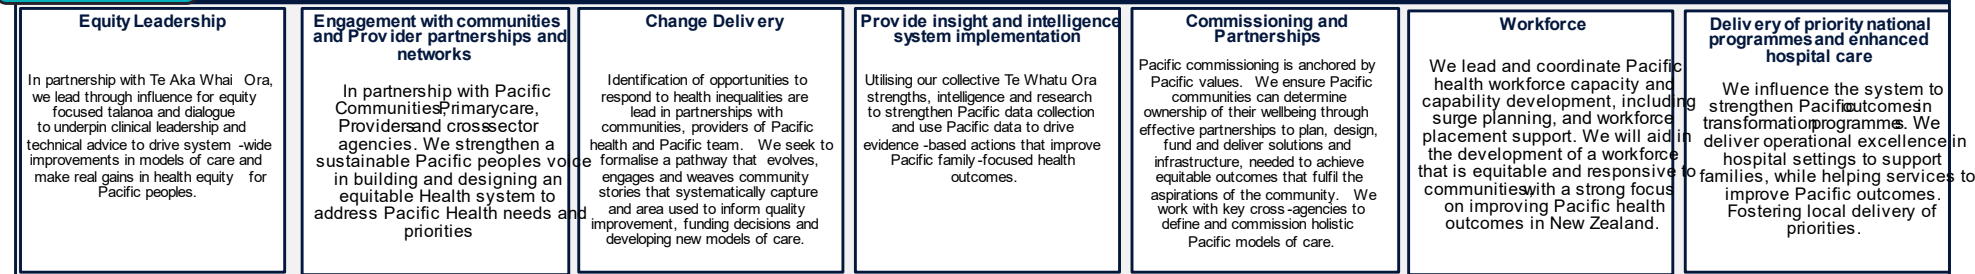 Equity Leadership
In partnership with Te Aka Whai Ora,
we lead through influence for equity
focused talanoa and dialogue
to underpin clinical leadership and
technical advice to drive system -wide
improvements in models of care and
make real gains in health equity for
Pacific peoples.
Engagement with communities
and Provider partnerships and
networks
In partnership with Pacific
Communities, Primary care,
Providers and cross-sector
agencies. We strengthen a
sustainable Pacific peoples voice
in building and designing an
equitable Health system to
address Pacific Health needs and
priorities
Change Delivery
Identification of opportunities to
respond to health inequalities are
lead in partnerships with
communities, providers of Pacific
health and Pacific team. We seek to
formalise a pathway that evolves,
engages and weaves community
stories that systematically capture
and area used to inform quality
improvement, funding decisions and
developing new models of care.
Provide insight and intelligence
system implementation
Utilising our collective Te Whatu Ora
strengths, intelligence and research
to strengthen Pacific data collection
and use Pacific data to drive
evidence -based actions that improve
Pacific family -focused health
outcomes.
Commissioning and
Partnerships
Pacific commissioning is anchored by
Pacific values. We ensure Pacific
communities can determine
ownership of their wellbeing through
effective partnerships to plan, design,
fund and deliver solutions and
infrastructure, needed to achieve
equitable outcomes that fulfil the
aspirations of the community. We
work with key cross -agencies to
define and commission holistic
Pacific models of care.
Workforce
We lead and coordinate Pacific
health workforce capacity and
capability development, including
surge planning, and workforce
placement support. We will aid in
the development of a workforce
that is equitable and responsive to
communities, with a strong focus
on improving Pacific health
outcomes in New Zealand.
Delivery of priority national
programmes and enhanced
hospital care
We influence the system to
strengthen Pacific outcomes in
transformation programmes. We
deliver operational excellence in
hospital settings to support
families, while helping services to
improve Pacific outcomes.
Fostering local delivery of
priorities.